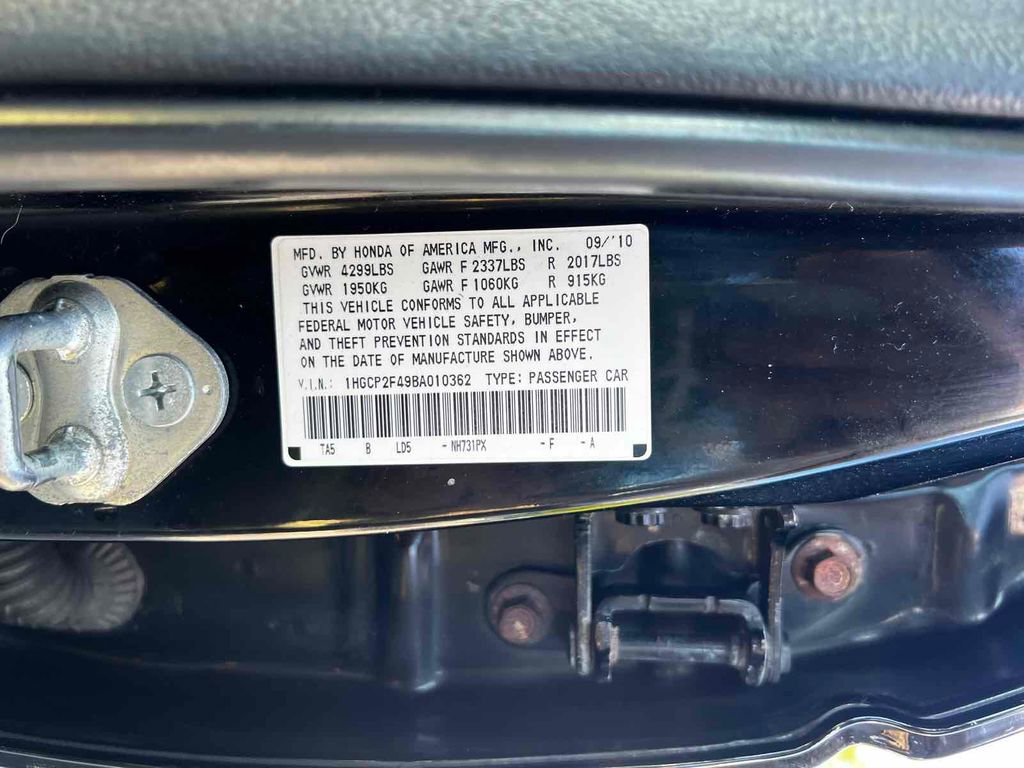 MFD. BY HONDA OF AMERICA MFG., INC. 09/'10
GVWR 4299LBS GAWR F 2337LBS R 2017LBS
GVWR 1950KG GAWR F 1060KG R 915KG
THIS VEHICLE CONFORMS TO ALL APPLICABLE
FEDERAL MOTOR VEHICLE SAFETY, BUMPER,
AND THEFT PREVENTION STANDARDS IN EFFECT
ON THE DATE OF MANUFACTURE SHOWN ABOVE.
V.I.N.: 1HGCP2F49BA010362 TYPE: PASSENGER CAR
TA5 B LD5 -NH731PX -F -A